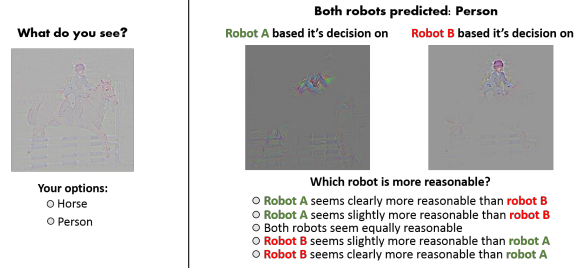 What do you see?
Your options:
Horse
Person
Both robots predicted: Person
Robot A based it's decision on
Robot B based it's decision on
Which robot is more reasonable?
Robot A seems clearly more reasonable than robot B
Robot A seems slightly more reasonable than robot B
Both robots seem equally reasonable
Robot B seems slightly more reasonable than robot A
Robot B seems clearly more reasonable than robot A